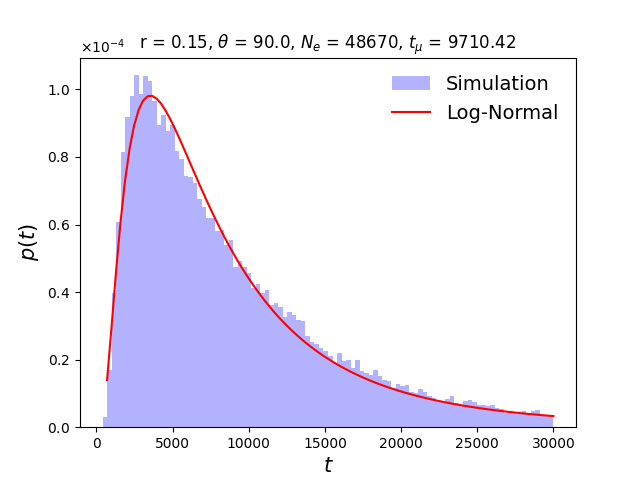 ×10⁻⁴ r = 0.15, θ = 90.0, Nₑ = 48670, t_μ = 9710.42
Simulation
Log-Normal
1.0
0.8
0.6
0.4
0.2
0.0
p(t)
0 5000 10000 15000 20000 25000 30000
t